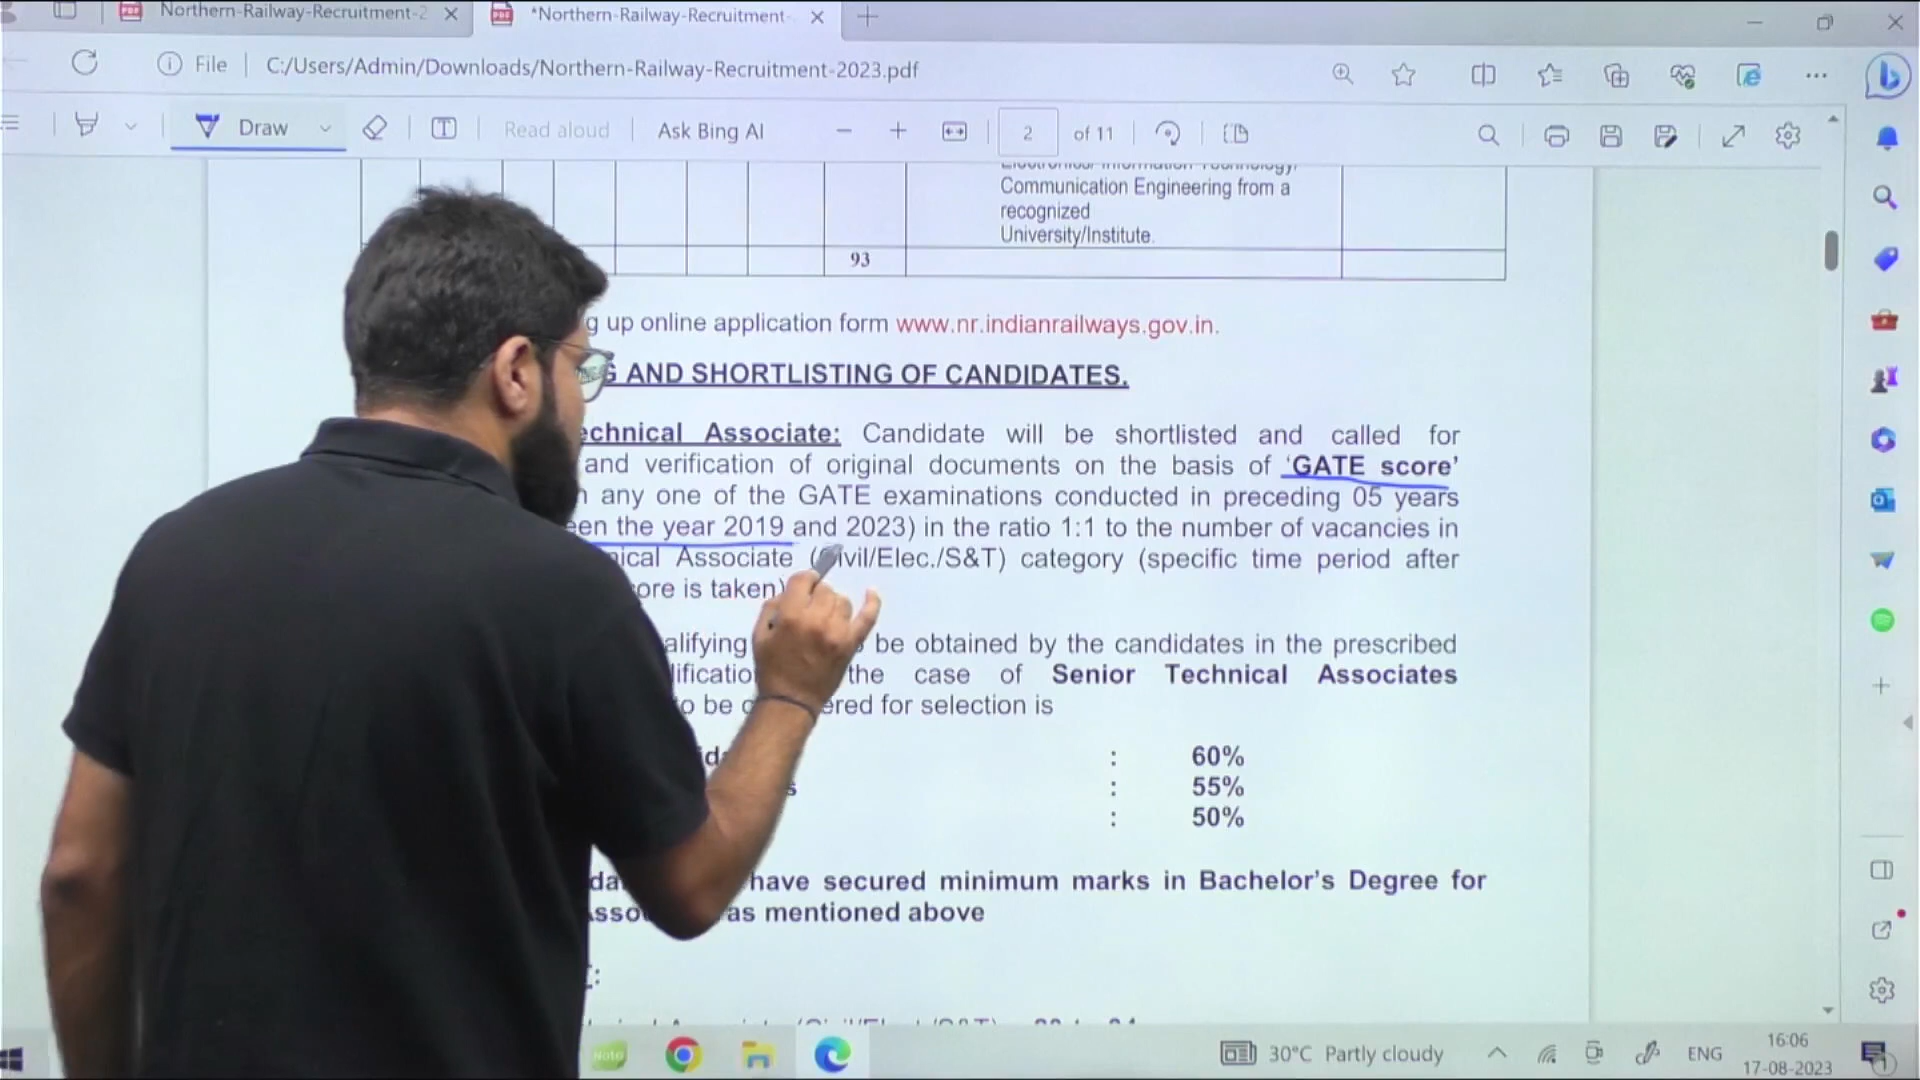 Northern-Railway-Recruitment-2
*Northern-Railway-Recruitment-
File
C:/Users/Admin/Downloads/Northern-Railway-Recruitment-2023.pdf
Draw
Read aloud
Ask Bing AI
2
of 11
Communication Engineering from a
recognized
University/Institute.
93
g up online application form www.nr.indianrailways.gov.in.
G AND SHORTLISTING OF CANDIDATES.
echnical Associate: Candidate will be shortlisted and called for
and verification of original documents on the basis of ‘GATE score’
n any one of the GATE examinations conducted in preceding 05 years
een the year 2019 and 2023) in the ratio 1:1 to the number of vacancies in
nical Associate (Civil/Elec./S&T) category (specific time period after
ore is taken)
alifying be obtained by the candidates in the prescribed
lification the case of Senior Technical Associates
o be considered for selection is
: 60%
: 55%
: 50%
have secured minimum marks in Bachelor’s Degree for
as mentioned above
Note
30°C Partly cloudy
ENG
16:06
17-08-2023
1